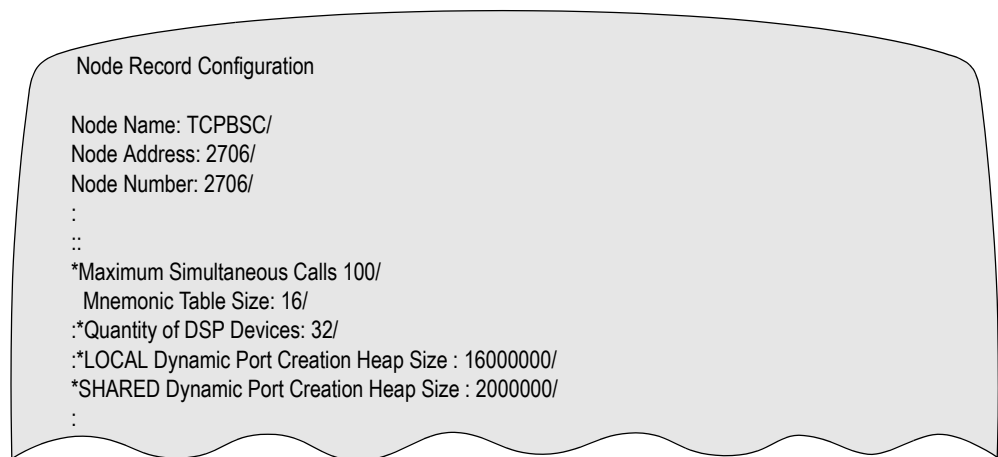 Node Record Configuration
Node Name: TCPBSC/
Node Address: 2706/
Node Number: 2706/
:
::
*Maximum Simultaneous Calls 100/
Mnemonic Table Size: 16/
:*Quantity of DSP Devices: 32/
:*LOCAL Dynamic Port Creation Heap Size : 16000000/
*SHARED Dynamic Port Creation Heap Size : 2000000/
: